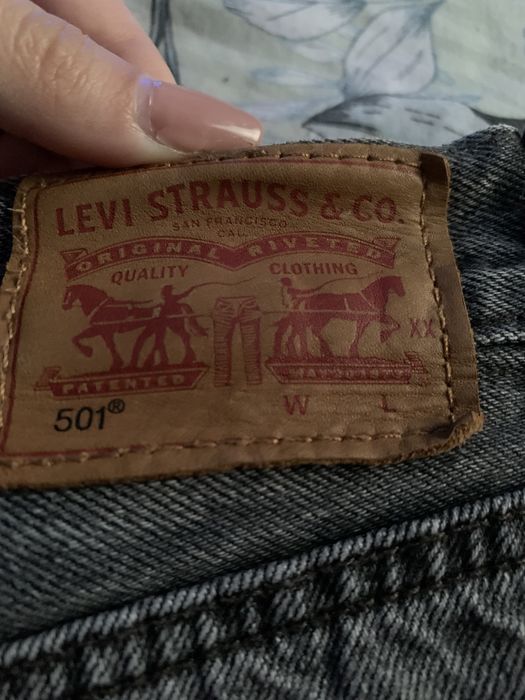 LEVI STRAUSS & CO.
SAN FRANCISCO
CAL.
ORIGINAL RIVETED
QUALITY CLOTHING
XX
PATENTED
501®
W L